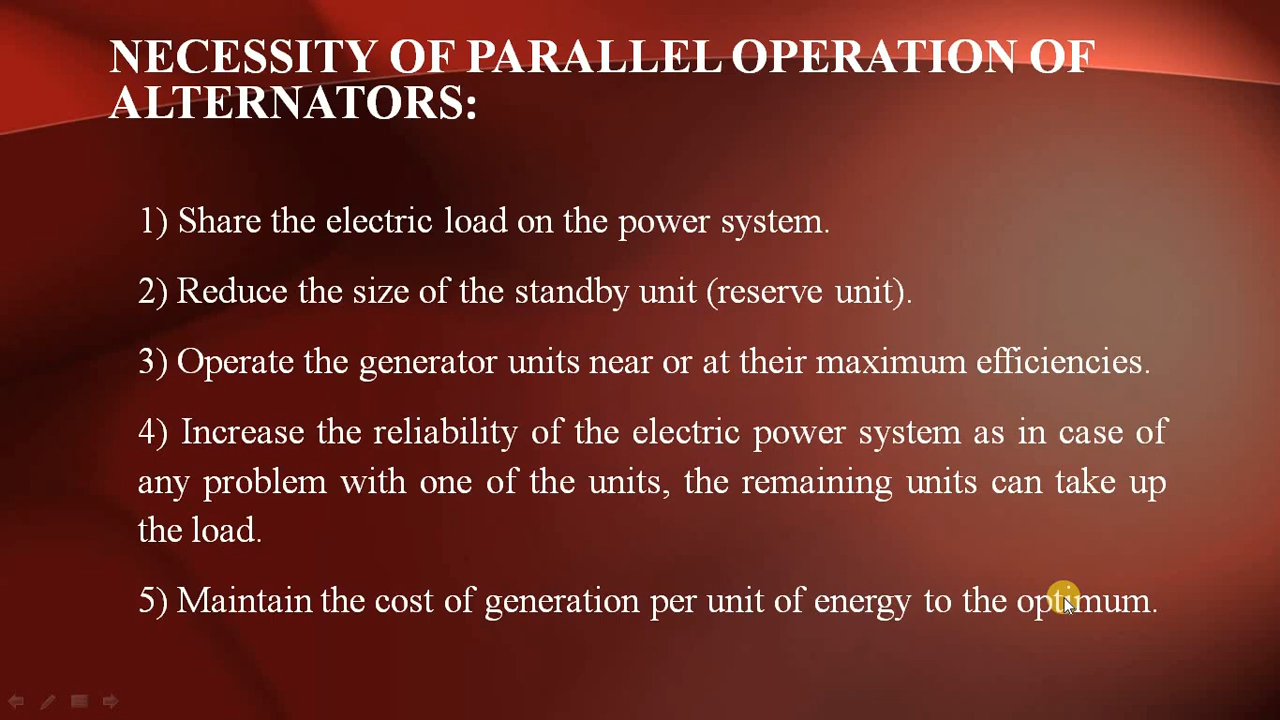 NECESSITY OF PARALLEL OPERATION OF
ALTERNATORS:
1) Share the electric load on the power system.
2) Reduce the size of the standby unit (reserve unit).
3) Operate the generator units near or at their maximum efficiencies.
4) Increase the reliability of the electric power system as in case of
any problem with one of the units, the remaining units can take up
the load.
5) Maintain the cost of generation per unit of energy to the optimum.